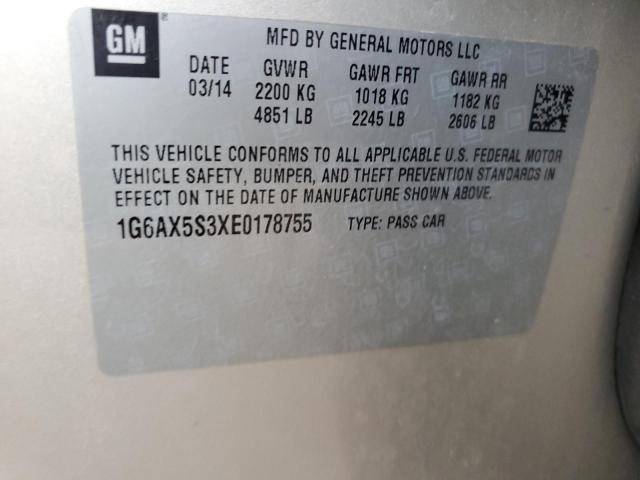 GM
MFD BY GENERAL MOTORS LLC
DATE GVWR GAWR FRT GAWR RR
03/14 2200 KG 1018 KG 1182 KG
4851 LB 2245 LB 2606 LB
THIS VEHICLE CONFORMS TO ALL APPLICABLE U.S. FEDERAL MOTOR
VEHICLE SAFETY, BUMPER, AND THEFT PREVENTION STANDARDS IN
EFFECT ON THE DATE OF MANUFACTURE SHOWN ABOVE.
1G6AX5S3XE0178755 TYPE: PASS CAR